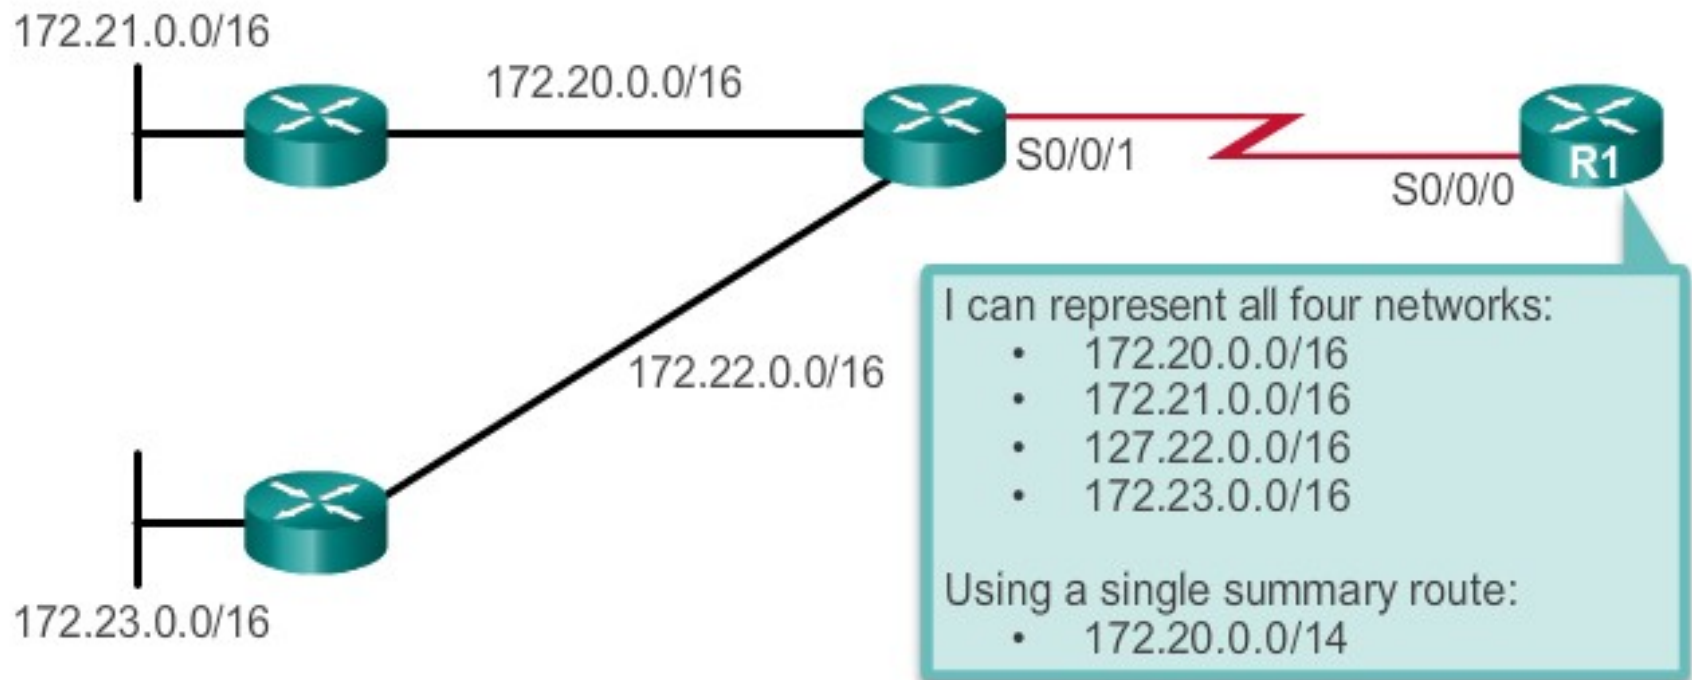 172.21.0.0/16
172.20.0.0/16
S0/0/1
S0/0/0
R1
172.22.0.0/16
172.23.0.0/16
I can represent all four networks:
• 172.20.0.0/16
• 172.21.0.0/16
• 127.22.0.0/16
• 172.23.0.0/16
Using a single summary route:
• 172.20.0.0/14